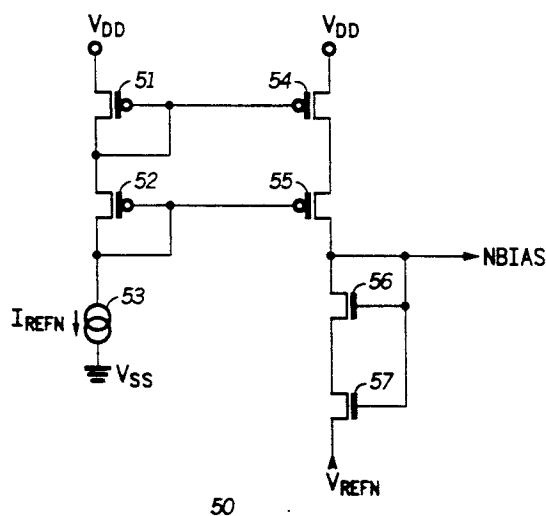 VDD VDD
51 54
52 55
NBIAS
53 56
IREFN
VSS 57
VREFN
50